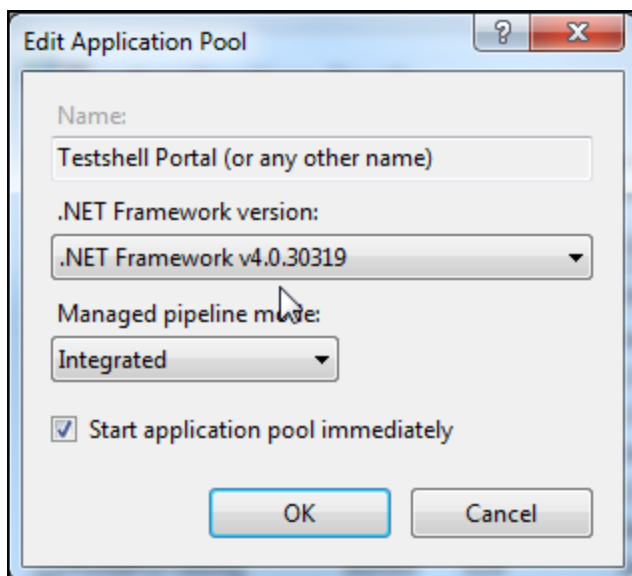 Edit Application Pool
Name:
Testshell Portal (or any other name)
.NET Framework version:
.NET Framework v4.0.30319
Managed pipeline mode:
Integrated
Start application pool immediately
OK Cancel